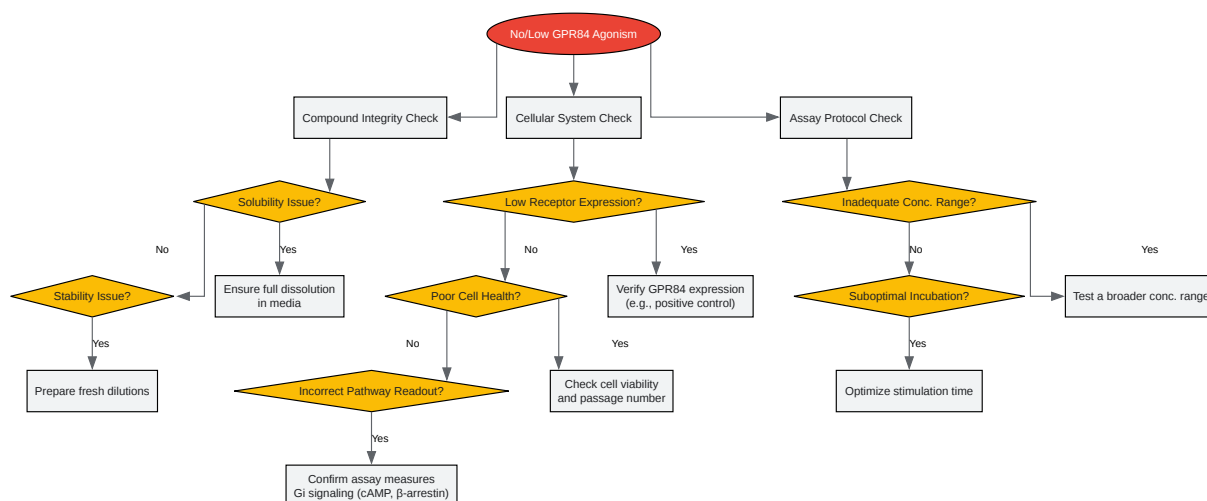 No/Low GPR84 Agonism
Compound Integrity Check
Cellular System Check
Assay Protocol Check
Solubility Issue?
Low Receptor Expression?
Inadequate Conc. Range?
No
Yes
No
Yes
No
Yes
Stability Issue?
Ensure full dissolution
in media
Poor Cell Health?
Verify GPR84 expression
(e.g., positive control)
Suboptimal Incubation?
Test a broader conc. range
Yes
No
Yes
Yes
Prepare fresh dilutions
Incorrect Pathway Readout?
Check cell viability
and passage number
Optimize stimulation time
Yes
Confirm assay measures
Gi signaling (cAMP, β-arrestin)